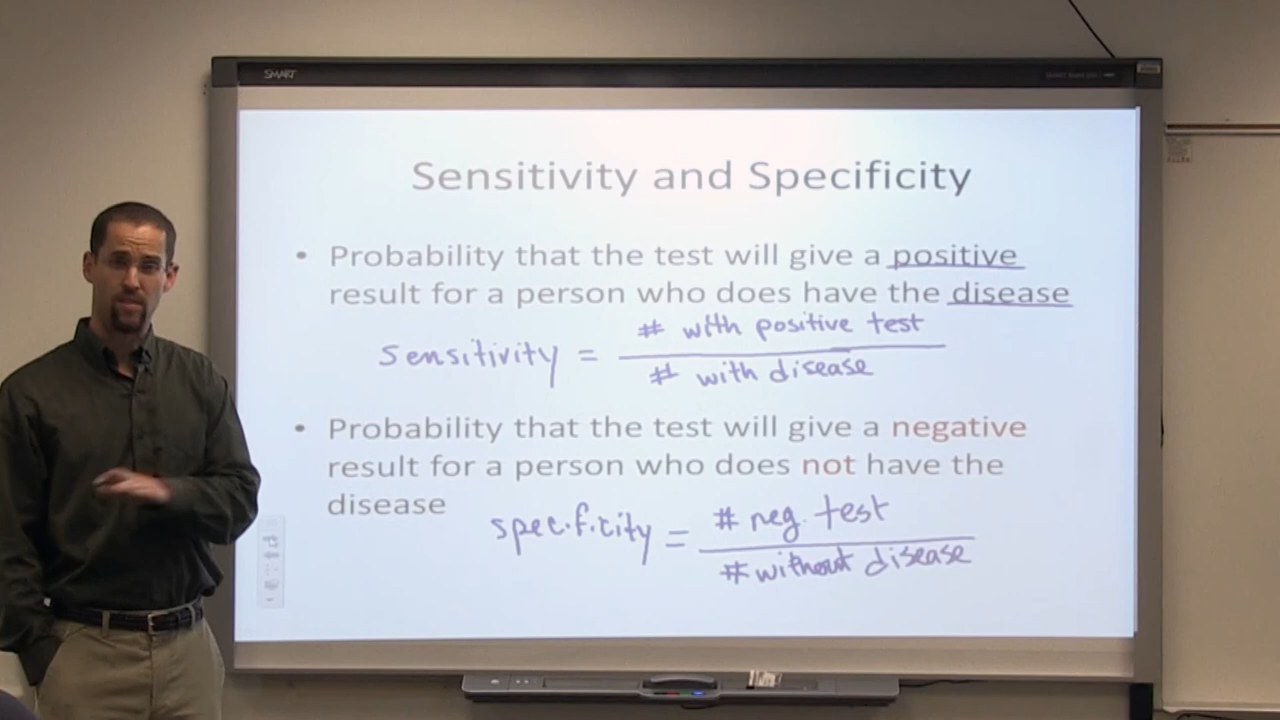 SMART
Sensitivity and Specificity
• Probability that the test will give a positive
result for a person who does have the disease
sensitivity = # with positive test
# with disease
• Probability that the test will give a negative
result for a person who does not have the
disease
specificity = # neg. test
# without disease